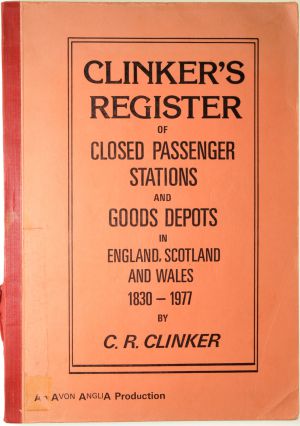 CLINKER'S
REGISTER
OF
CLOSED PASSENGER
STATIONS
AND
GOODS DEPOTS
IN
ENGLAND, SCOTLAND
AND WALES
1830 – 1977
BY
C. R. CLINKER
An AVON ANGLIA Production